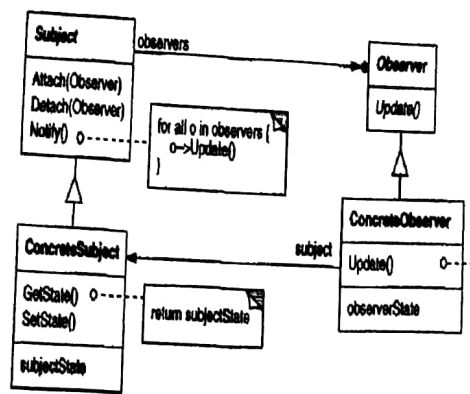 Subject
observers
Observer
Attach(Observer)
Detach(Observer)
Notify()
Update()
for all o in observers {
o->Update()
}
ConcreteSubject
subject
ConcreteObserver
GetState()
SetState()
return subjectState
Update()
subjectState
observerState